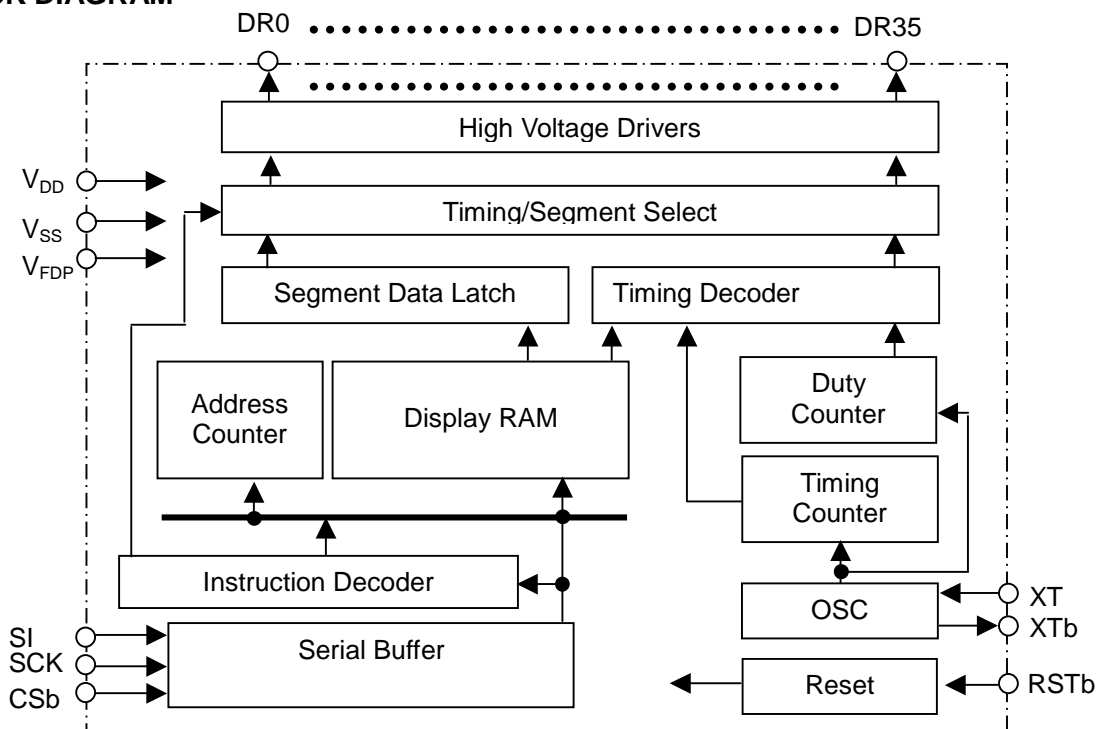 DR0 DR35
High Voltage Drivers
VDD
Timing/Segment Select
VSS
VFDP
Segment Data Latch
Timing Decoder
Address
Counter
Display RAM
Duty
Counter
Timing
Counter
Instruction Decoder
OSC
XT
XTb
SI
SCK
CSb
Serial Buffer
Reset
RSTb